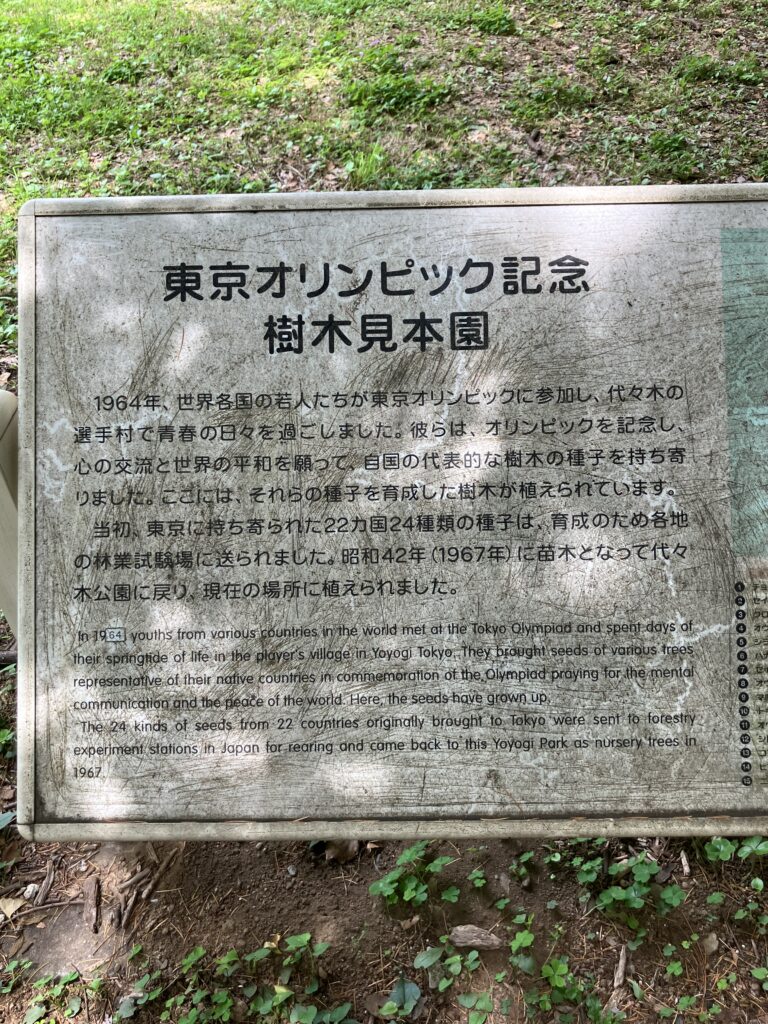 東京オリンピック記念
樹木見本園
1964年、世界各国の若人たちが東京オリンピックに参加し、代々木の
選手村で青春の日々を過ごしました。彼らは、オリンピックを記念し、
心の交流と世界の平和を願って、自国の代表的な樹木の種子を持ち寄
りました。ここには、それらの種子を育成した樹木が植えられています。
当初、東京に持ち寄られた22カ国24種類の種子は、育成のため各地
の林業試験場に送られました。昭和42年(1967年)に苗木となって代々
木公園に戻り、現在の場所に植えられました。
In 1964 youths from various countries in the world met at the Tokyo Olympiad and spent days of
their springtide of life in the player's village in Yoyogi Tokyo. They brought seeds of various trees
representative of their native countries in commemoration of the Olympiad praying for the mental
communication and the peace of the world. Here, the seeds have grown up.
The 24 kinds of seeds from 22 countries originally brought to Tokyo were sent to forestry
experiment stations in Japan for rearing and came back to this Yoyogi Park as nursery trees in
1967.